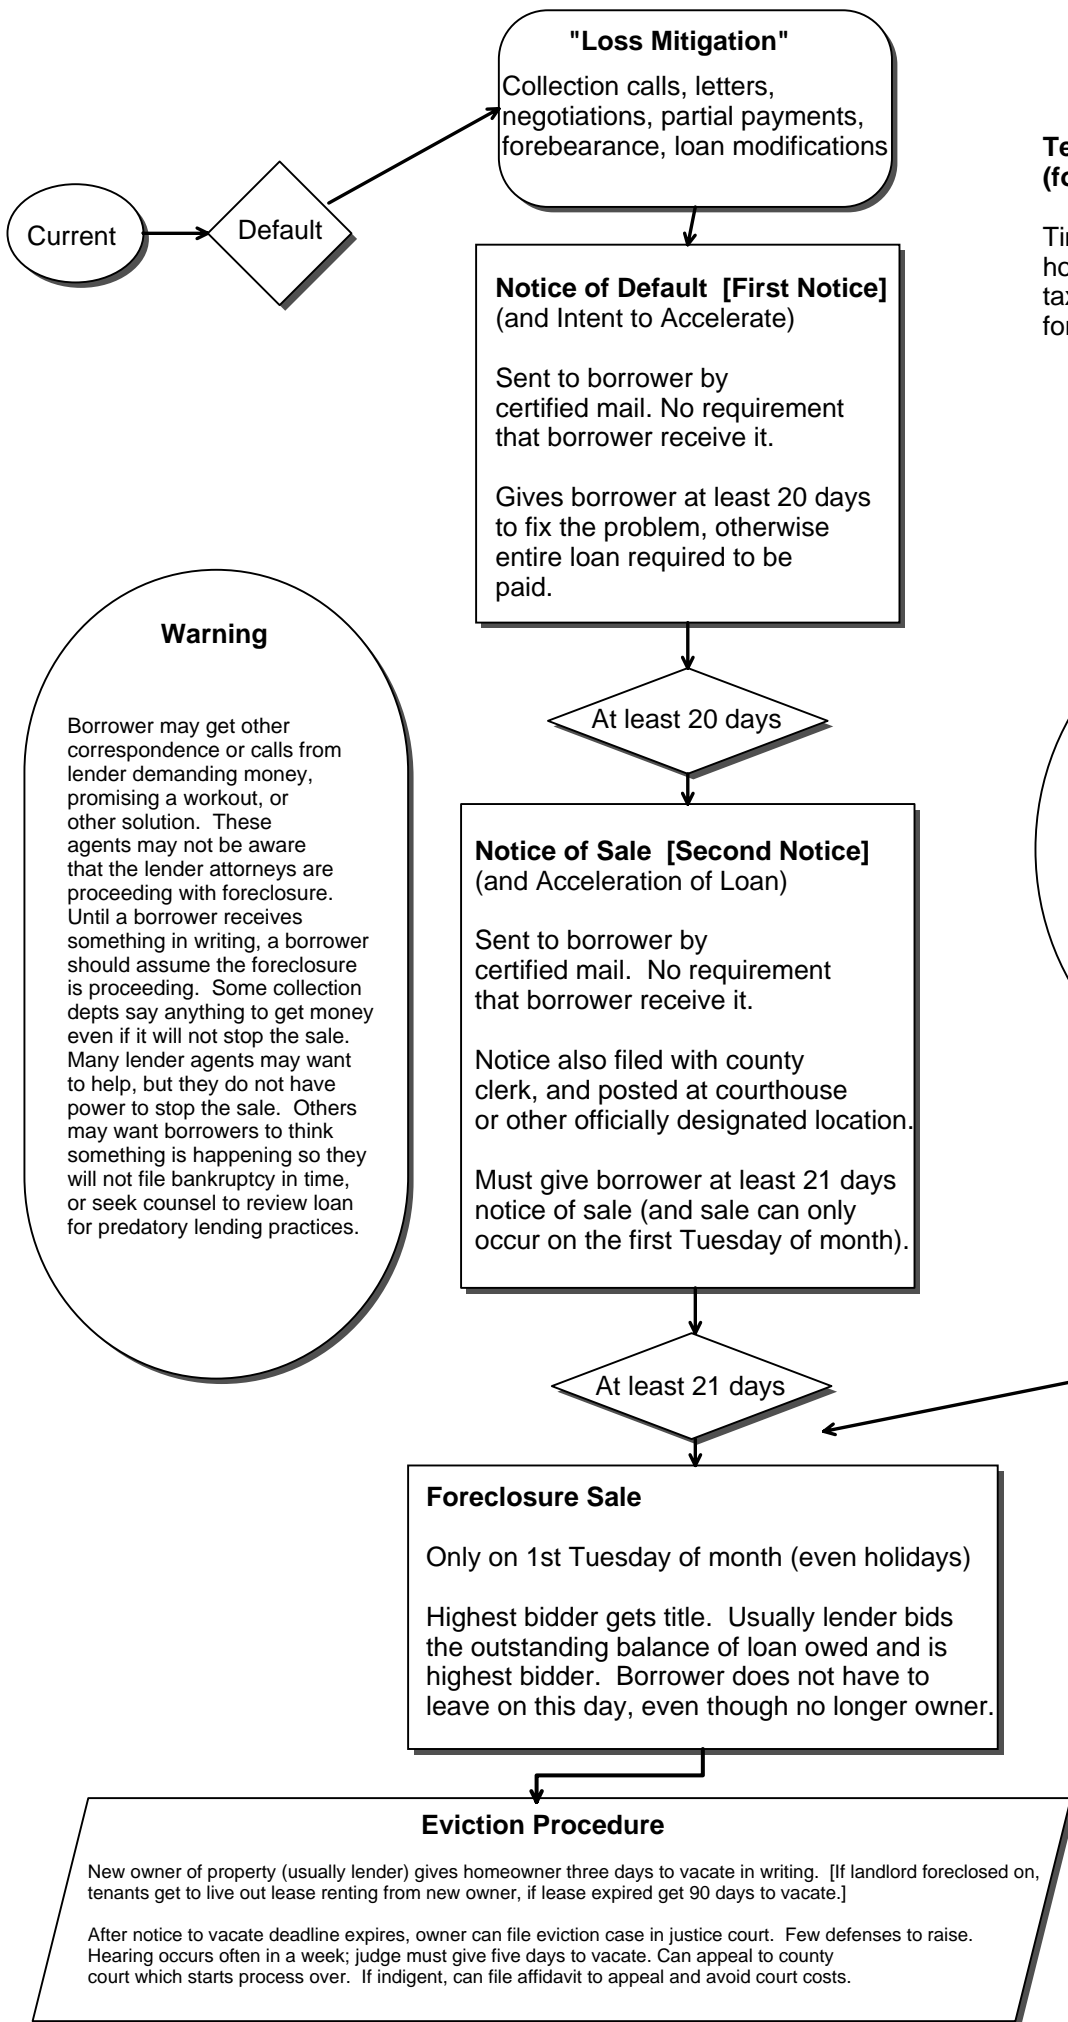 "Loss Mitigation"
Collection calls, letters,
negotiations, partial payments,
forebearance, loan modifications
Current
Default
Notice of Default  [First Notice]
(and Intent to Accelerate)
Sent to borrower by
certified mail. No requirement
that borrower receive it.
Gives borrower at least 20 days
to fix the problem, otherwise
entire loan required to be
paid.
Warning
Borrower may get other
correspondence or calls from
lender demanding money,
promising a workout, or
other solution.  These
agents may not be aware
that the lender attorneys are
proceeding with foreclosure.
Until a borrower receives
something in writing, a borrower
should assume the foreclosure
is proceeding.  Some collection
depts say anything to get money
even if it will not stop the sale.
Many lender agents may want
to help, but they do not have
power to stop the sale.  Others
may want borrowers to think
something is happening so they
will not file bankruptcy in time,
or seek counsel to review loan
for predatory lending practices.
At least 20 days
Notice of Sale  [Second Notice]
(and Acceleration of Loan)
Sent to borrower by
certified mail.  No requirement
that borrower receive it.
Notice also filed with county
clerk, and posted at courthouse
or other officially designated location.
Must give borrower at least 21 days
notice of sale (and sale can only
occur on the first Tuesday of month).
At least 21 days
Foreclosure Sale
Only on 1st Tuesday of month (even holidays)
Highest bidder gets title.  Usually lender bids
the outstanding balance of loan owed and is
highest bidder.  Borrower does not have to
leave on this day, even though no longer owner.
Eviction Procedure
New owner of property (usually lender) gives homeowner three days to vacate in writing.  [If landlord foreclosed on,
tenants get to live out lease renting from new owner, if lease expired get 90 days to vacate.]
After notice to vacate deadline expires, owner can file eviction case in justice court.  Few defenses to raise.
Hearing occurs often in a week; judge must give five days to vacate. Can appeal to county
court which starts process over.  If indigent, can file affidavit to appeal and avoid court costs.